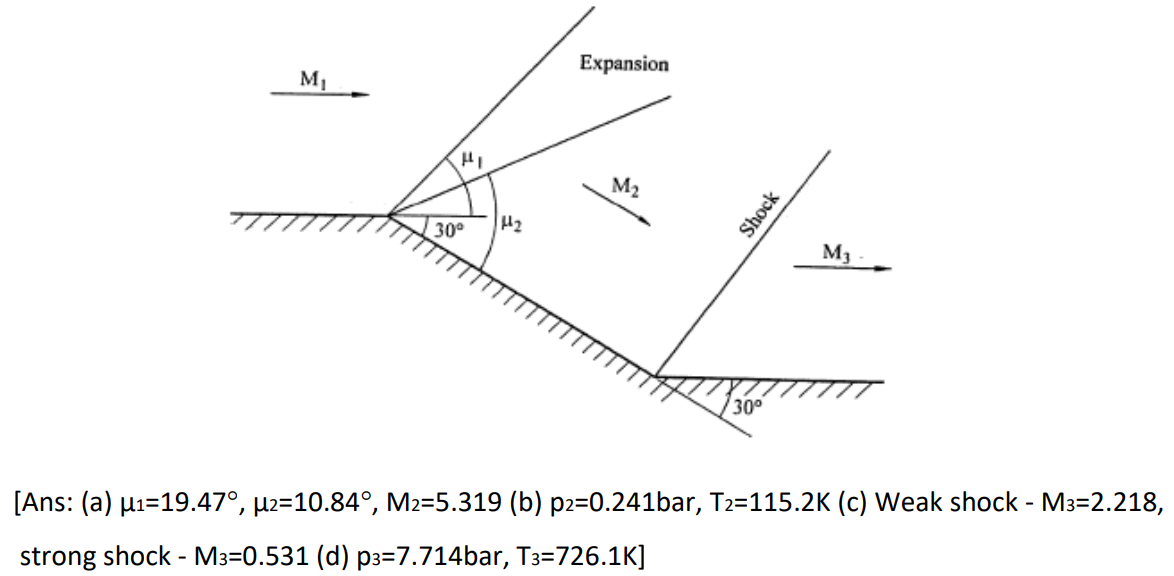 Expansion
M₁
μ₁
M₂
30°
μ₂
Shock
M₃
30°
[Ans: (a) μ₁=19.47°, μ₂=10.84°, M₂=5.319 (b) p₂=0.241bar, T₂=115.2K (c) Weak shock - M₃=2.218,
strong shock - M₃=0.531 (d) p₃=7.714bar, T₃=726.1K]